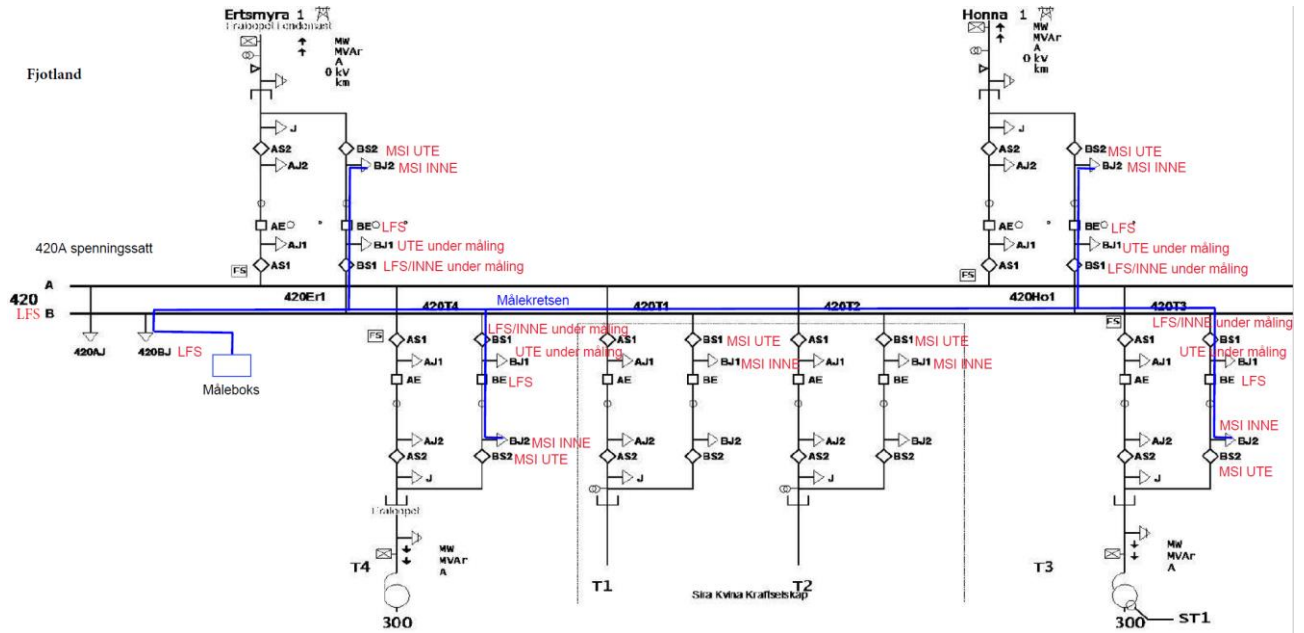 Ertsmyra 1
Honna 1
MW
MVAr
A
0 kV
km
MW
MVAr
A
0 kV
km
Fjotland
J
J
AS2
BS2 MSI UTE
AS2
BS2 MSI UTE
AJ2
BJ2 MSI INNE
AJ2
BJ2 MSI INNE
AE
BE LFS
AE
BE LFS
420A spenningssatt
AJ1
BJ1 UTE under måling
AJ1
BJ1 UTE under måling
FS
AS1
BS1 LFS/INNE under måling
FS
AS1
BS1 LFS/INNE under måling
A
420
420Er1
420T4
Målekretsen
420T1
420T2
420Ho1
420T3
LFS B
420AJ
420BJ LFS
Måleboks
FS
AS1
BS1
LFS/INNE under måling
AS1
BS1 MSI UTE
AS1
BS1 MSI UTE
FS
AS1
BS1
LFS/INNE under måling
AJ1
BJ1
UTE under måling
AJ1
BJ1 MSI INNE
AJ1
BJ1 MSI INNE
AJ1
BJ1
UTE under måling
AE
BE LFS
AE
BE
AE
BE
AE
BE LFS
AJ2
BJ2 MSI INNE
AJ2
BJ2
AJ2
BJ2
AJ2
BJ2
MSI INNE
AS2
BS2 MSI UTE
AS2
BS2
AS2
BS2
AS2
BS2
MSI UTE
J
J
J
J
MW
MVAr
A
MW
MVAr
A
T4
T1
T2
T3
Sira Kvina Kraftselskap
300
300
ST1